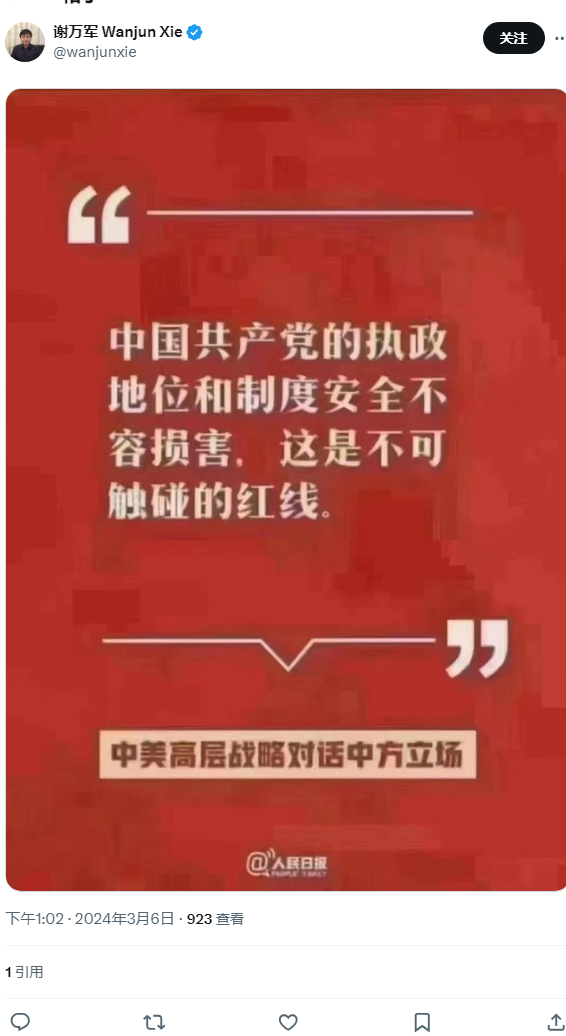 谢万军 Wanjun Xie
@wanjunxie
关注
“
中国共产党的执政
地位和制度安全不
容损害，这是不可
触碰的红线。
”
中美高层战略对话中方立场
@人民日报
PEOPLE'S DAILY
下午1:02 · 2024年3月6日 · 923 查看
1 引用